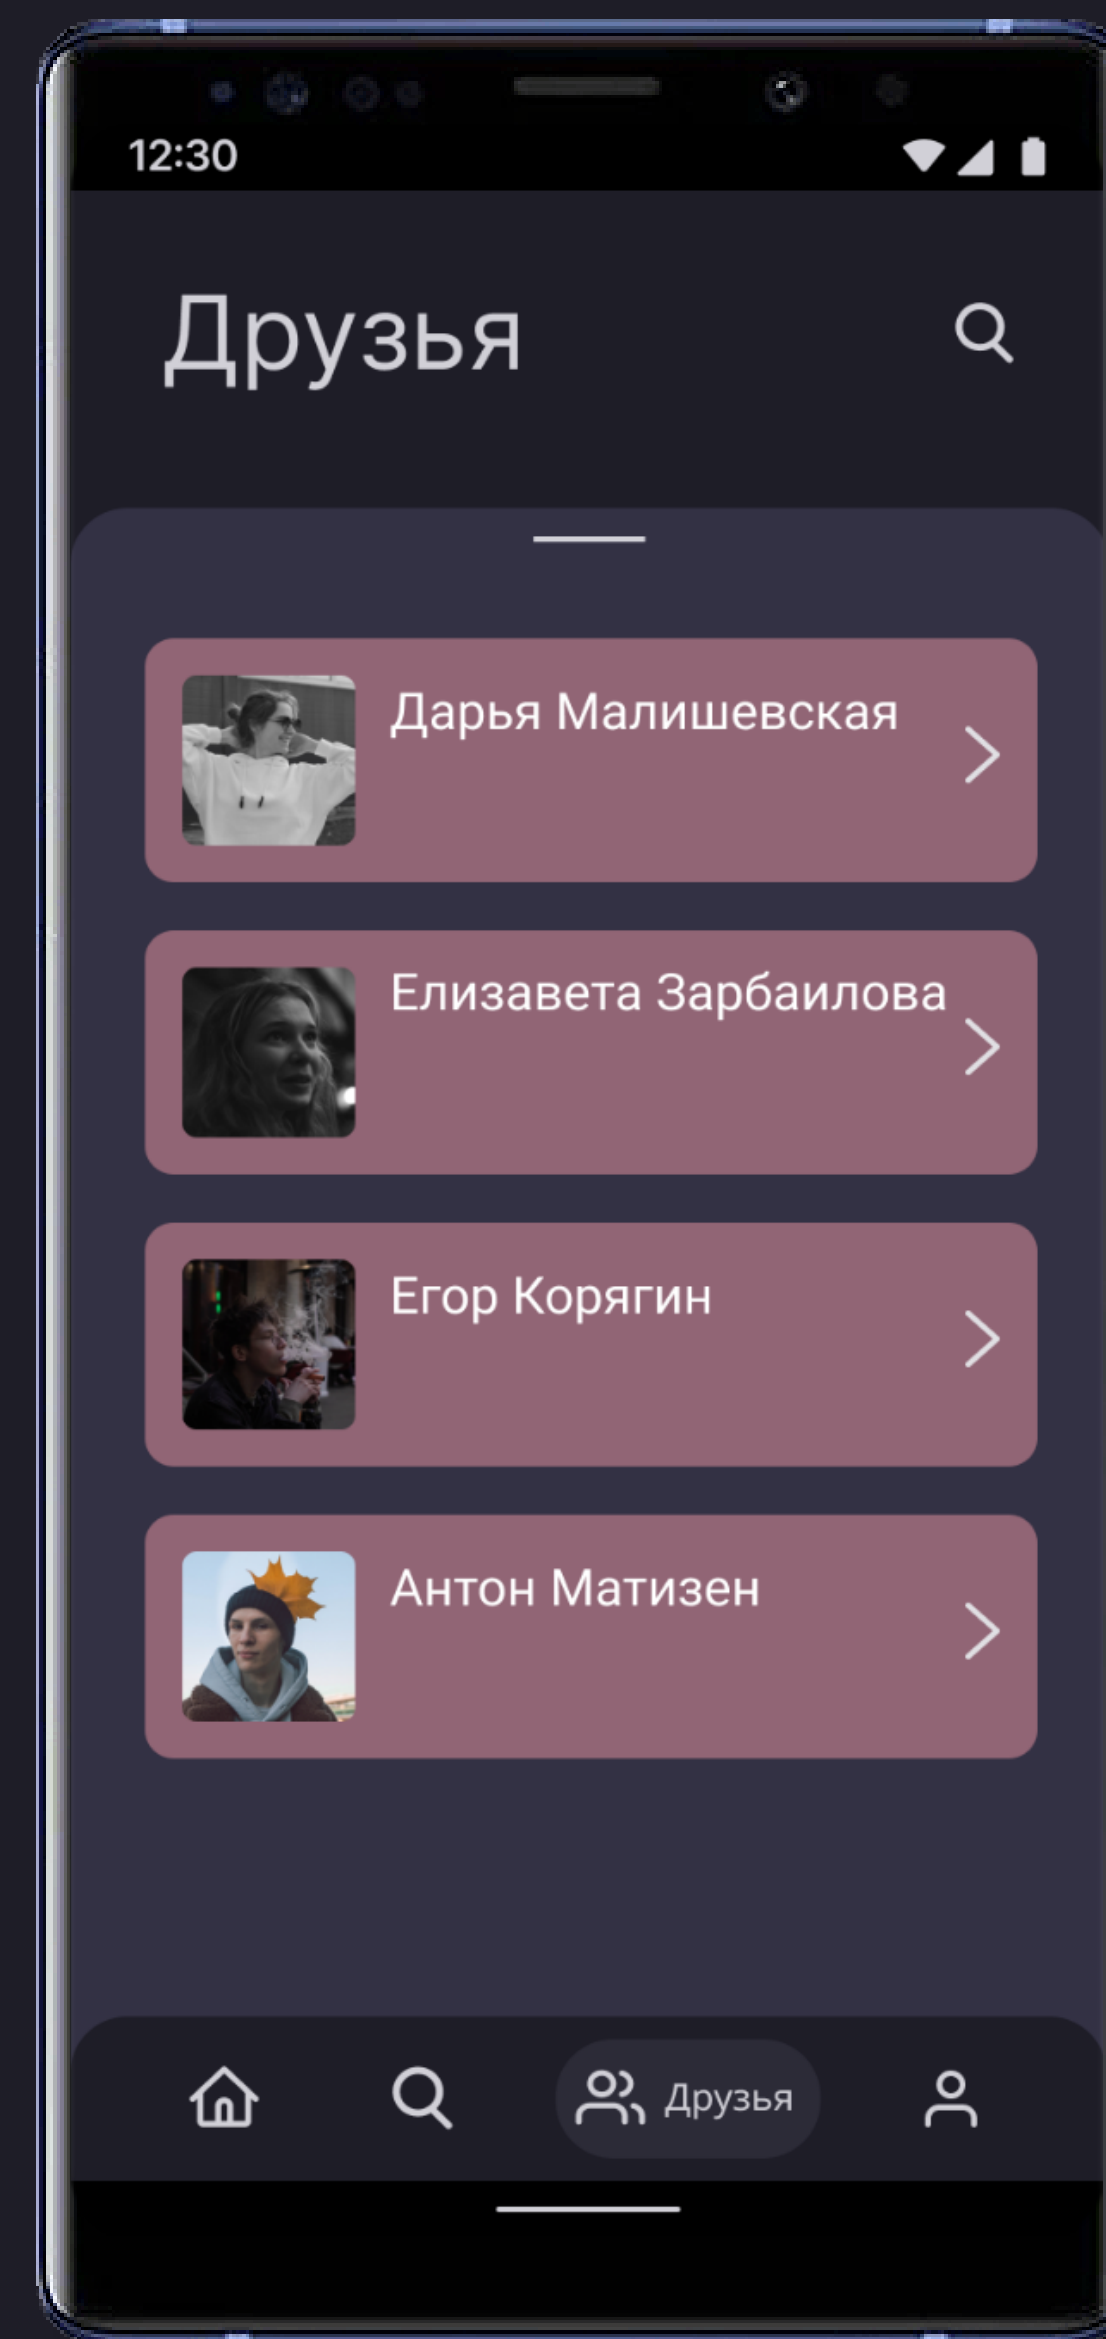 12:30
Друзья
Дарья Малишевская
Елизавета Зарбаилова
Егор Корягин
Антон Матизен
Друзья